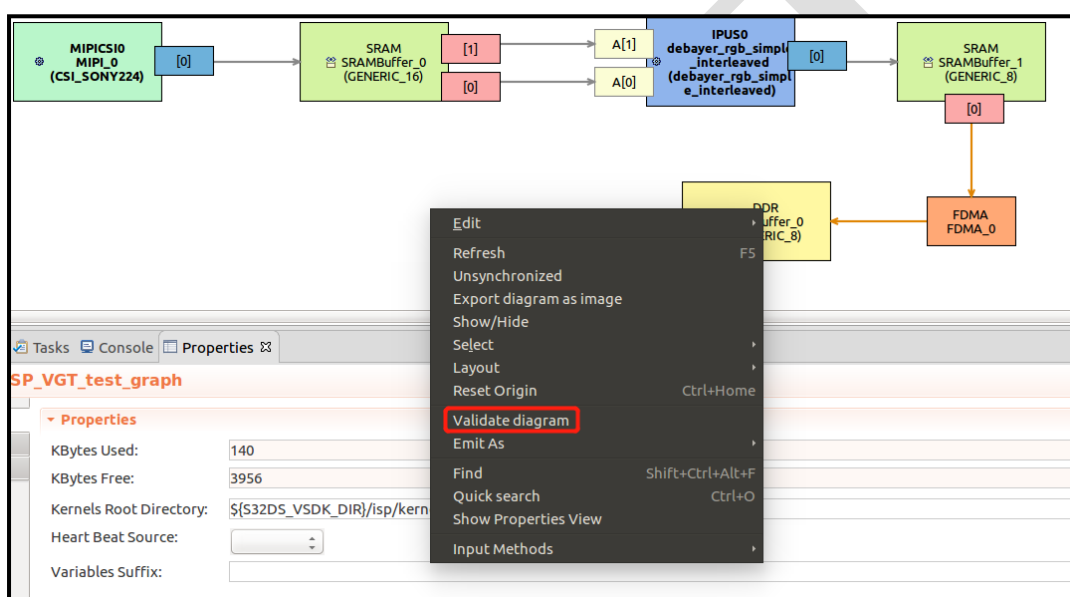 MIPICSI0
MIPI_0
(CSI_SONY224)
[0]
SRAM
SRAMBuffer_0
(GENERIC_16)
[1]
[0]
A[1]
A[0]
IPUS0
debayer_rgb_simpl
_interleaved
(debayer_rgb_simpl
e_interleaved)
[0]
SRAM
SRAMBuffer_1
(GENERIC_8)
[0]
FDMA
FDMA_0
DDR
uffer_0
ERIC_8)
Edit
Refresh F5
Unsynchronized
Export diagram as image
Show/Hide
Select
Layout
Reset Origin Ctrl+Home
Validate diagram
Emit As
Find Shift+Ctrl+Alt+F
Quick search Ctrl+O
Show Properties View
Input Methods
Tasks Console Properties
SP_VGT_test_graph
Properties
KBytes Used: 140
KBytes Free: 3956
Kernels Root Directory: ${S32DS_VSDK_DIR}/isp/kern
Heart Beat Source:
Variables Suffix: